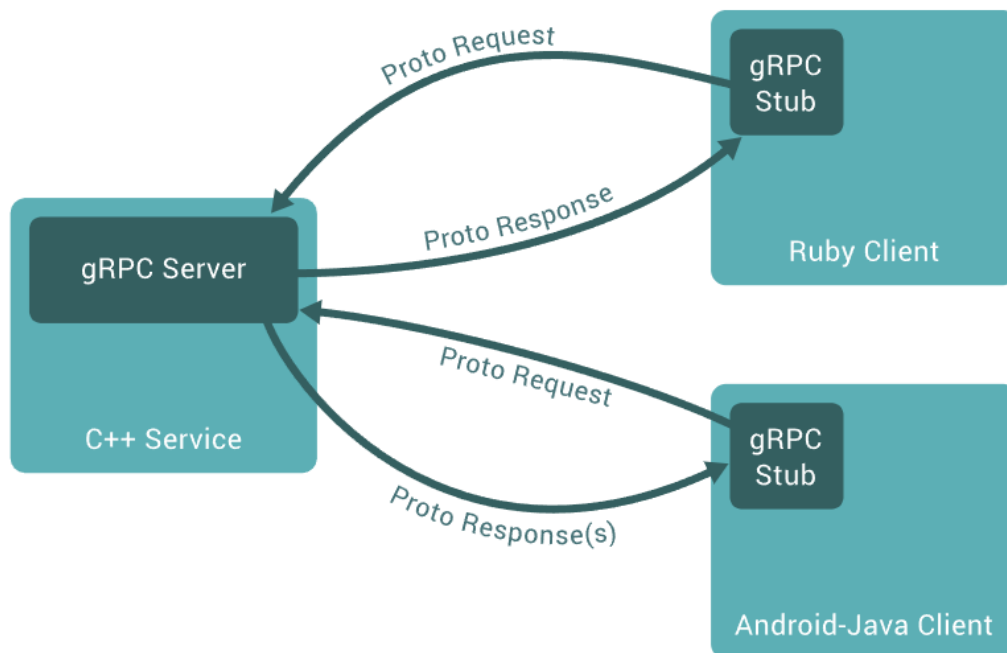 Proto Request
gRPC
Stub
Proto Response
Ruby Client
gRPC Server
C++ Service
Proto Request
gRPC
Stub
Proto Response(s)
Android-Java Client